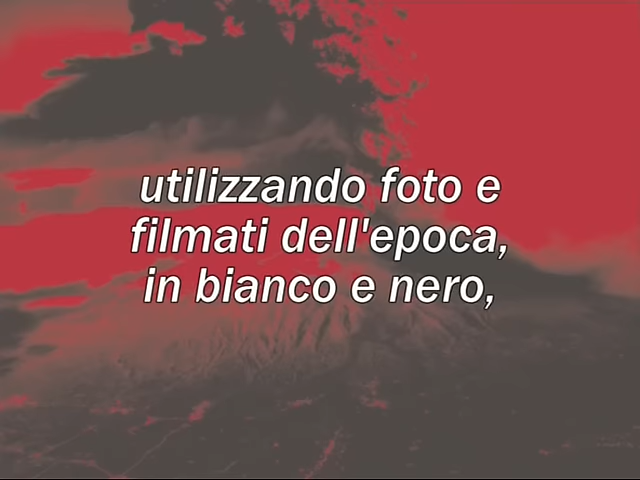 utilizzando foto e
filmati dell'epoca,
in bianco e nero,